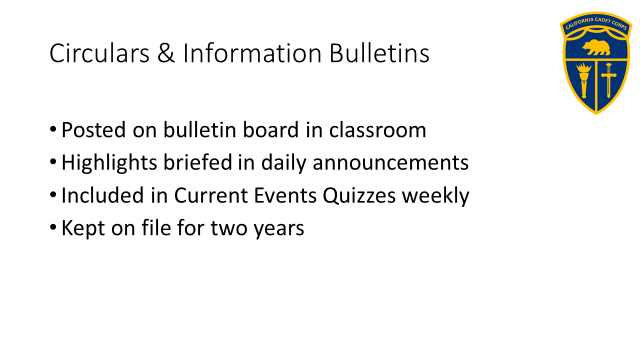 CALIFORNIA CADET CORPS
Circulars & Information Bulletins
• Posted on bulletin board in classroom
• Highlights briefed in daily announcements
• Included in Current Events Quizzes weekly
• Kept on file for two years